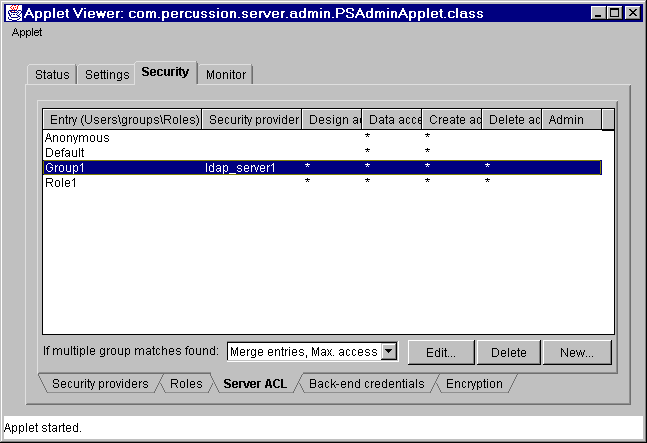 Applet Viewer: com.percussion.server.admin.PSAdminApplet.class
Applet
Status Settings Security Monitor
Entry (Users\groups\Roles) Security provider Design ac Data acce Create ac Delete ac Admin
Anonymous * *
Default * *
Group1 ldap_server1 * * * *
Role1 * * * *
If multiple group matches found: Merge entries, Max. access Edit... Delete New...
Security providers Roles Server ACL Back-end credentials Encryption
Applet started.